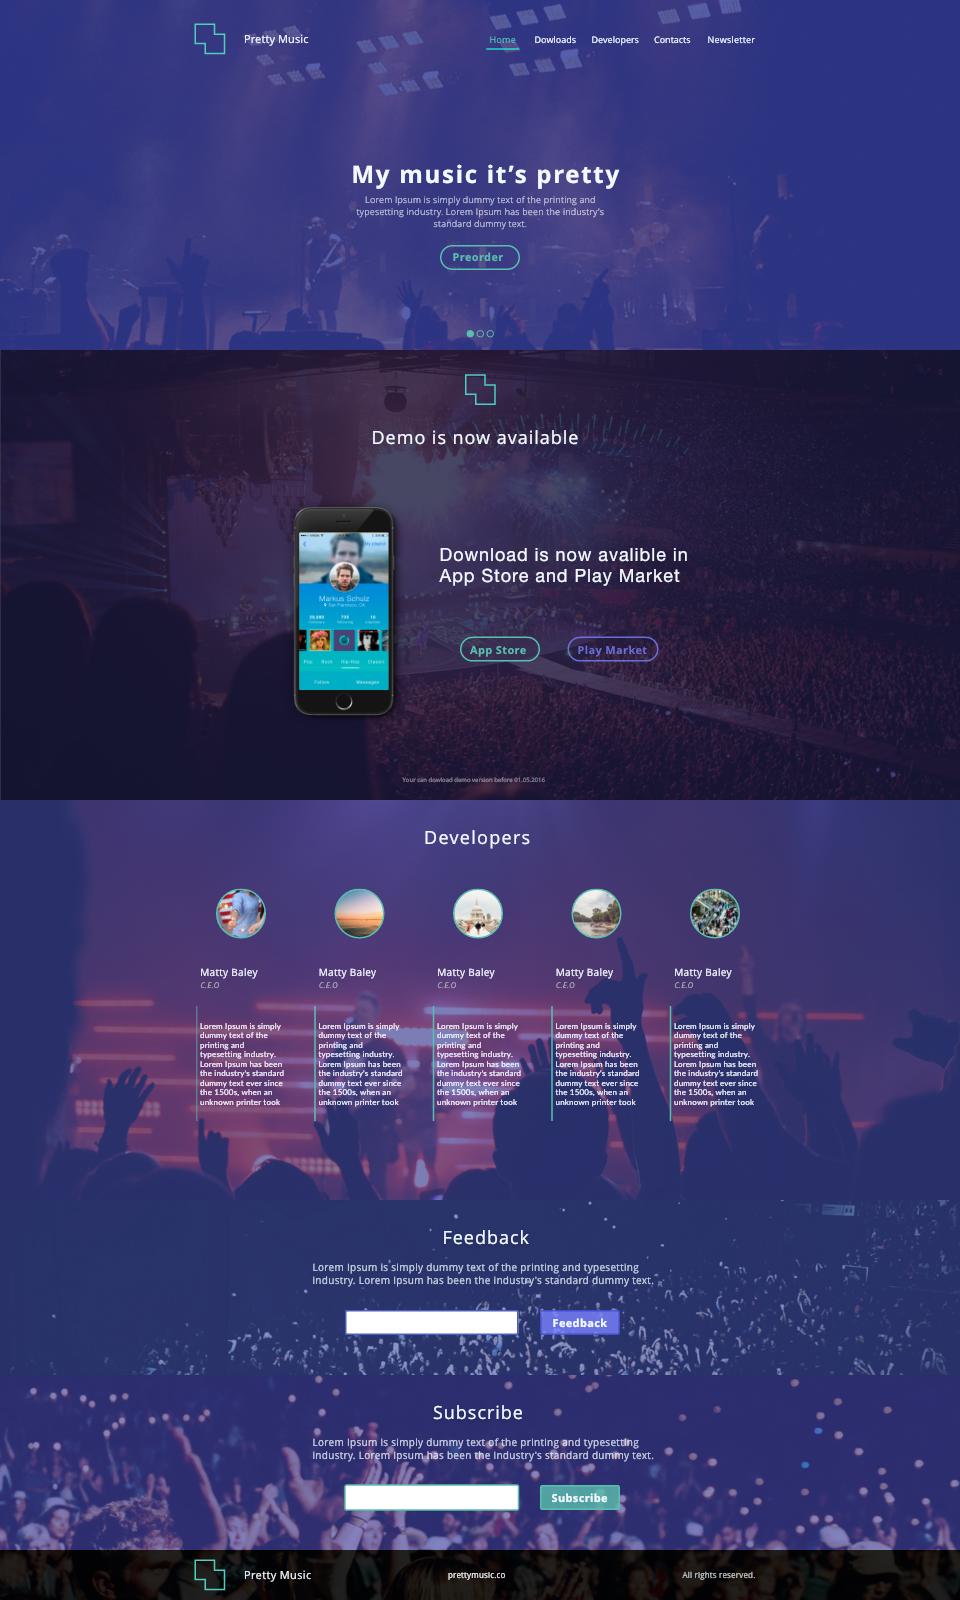 Pretty Music
Home Dowloads Developers Contacts Newsletter
My music it's pretty
Lorem Ipsum is simply dummy text of the printing and
typesetting industry. Lorem Ipsum has been the industry's
standard dummy text.
Preorder
Demo is now available
My playlist
Markus Schulz
San Francisco, CA
Pop Rock Hip-Hop Classic
Follow Messages
Download is now avalible in
App Store and Play Market
App Store Play Market
Your can dowload demo version before 01.05.2016
Developers
Matty Baley
C.E.O
Lorem Ipsum is simply
dummy text of the
printing and
typesetting industry.
Lorem Ipsum has been
the industry's standard
dummy text ever since
the 1500s, when an
unknown printer took
Matty Baley
C.E.O
Lorem Ipsum is simply
dummy text of the
printing and
typesetting industry.
Lorem Ipsum has been
the industry's standard
dummy text ever since
the 1500s, when an
unknown printer took
Matty Baley
C.E.O
Lorem Ipsum is simply
dummy text of the
printing and
typesetting industry.
Lorem Ipsum has been
the industry's standard
dummy text ever since
the 1500s, when an
unknown printer took
Matty Baley
C.E.O
Lorem Ipsum is simply
dummy text of the
printing and
typesetting industry.
Lorem Ipsum has been
the industry's standard
dummy text ever since
the 1500s, when an
unknown printer took
Matty Baley
C.E.O
Lorem Ipsum is simply
dummy text of the
printing and
typesetting industry.
Lorem Ipsum has been
the industry's standard
dummy text ever since
the 1500s, when an
unknown printer took
Feedback
Lorem Ipsum is simply dummy text of the printing and typesetting
industry. Lorem Ipsum has been the industry's standard dummy text.
Feedback
Subscribe
Lorem Ipsum is simply dummy text of the printing and typesetting
industry. Lorem Ipsum has been the industry's standard dummy text.
Subscribe
Pretty Music
prettymusic.co
All rights reserved.